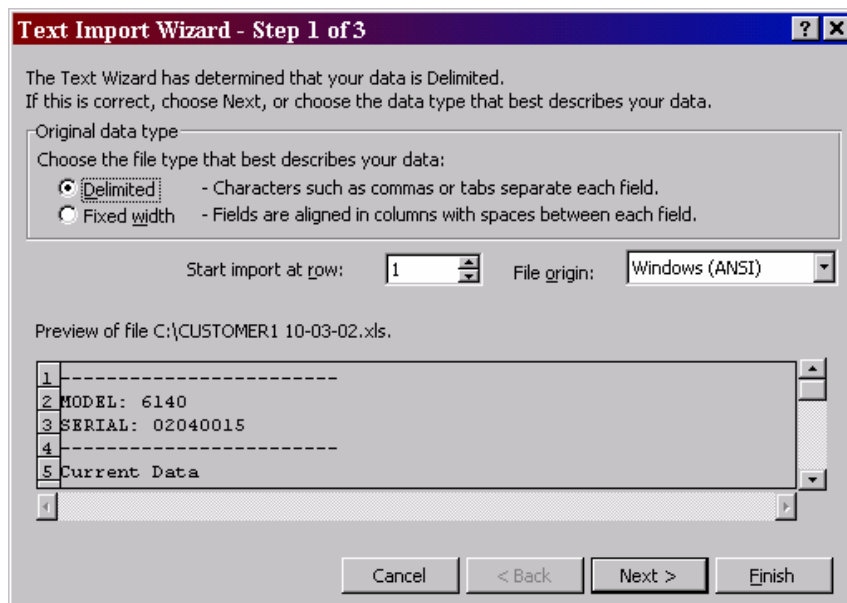 Text Import Wizard - Step 1 of 3
The Text Wizard has determined that your data is Delimited.
If this is correct, choose Next, or choose the data type that best describes your data.
Original data type
Choose the file type that best describes your data:
Delimited - Characters such as commas or tabs separate each field.
Fixed width - Fields are aligned in columns with spaces between each field.
Start import at row: 1 File origin: Windows (ANSI)
Preview of file C:\CUSTOMER1 10-03-02.xls.
1 ------------------------
2 MODEL: 6140
3 SERIAL: 02040015
4 ------------------------
5 Current Data
Cancel < Back Next > Finish